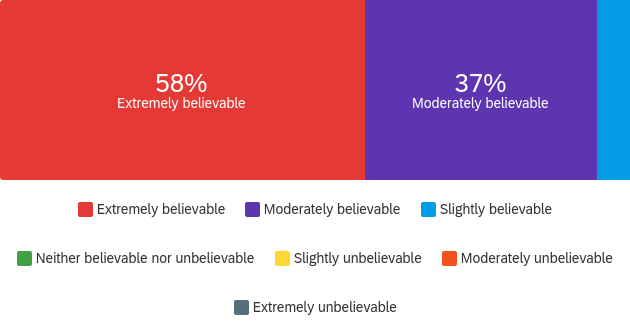 58%
Extremely believable
37%
Moderately believable
Extremely believable
Moderately believable
Slightly believable
Neither believable nor unbelievable
Slightly unbelievable
Moderately unbelievable
Extremely unbelievable